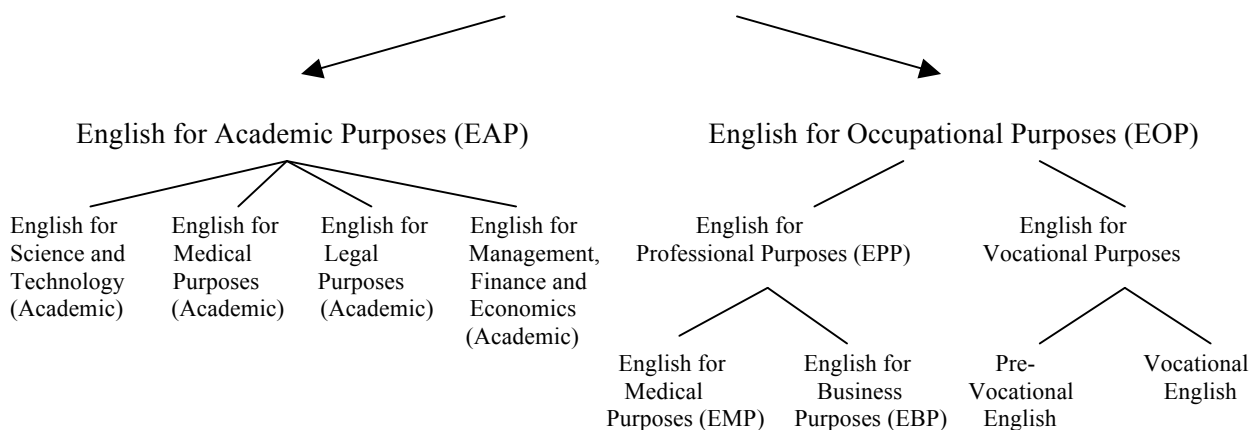 English for Academic Purposes (EAP)
English for Occupational Purposes (EOP)
English for
Science and
Technology
(Academic)
English for
Medical
Purposes
(Academic)
English for
Legal
Purposes
(Academic)
English for
Management,
Finance and
Economics
(Academic)
English for
Professional Purposes (EPP)
English for
Vocational Purposes
English for
Medical
Purposes (EMP)
English for
Business
Purposes (EBP)
Pre-
Vocational
English
Vocational
English